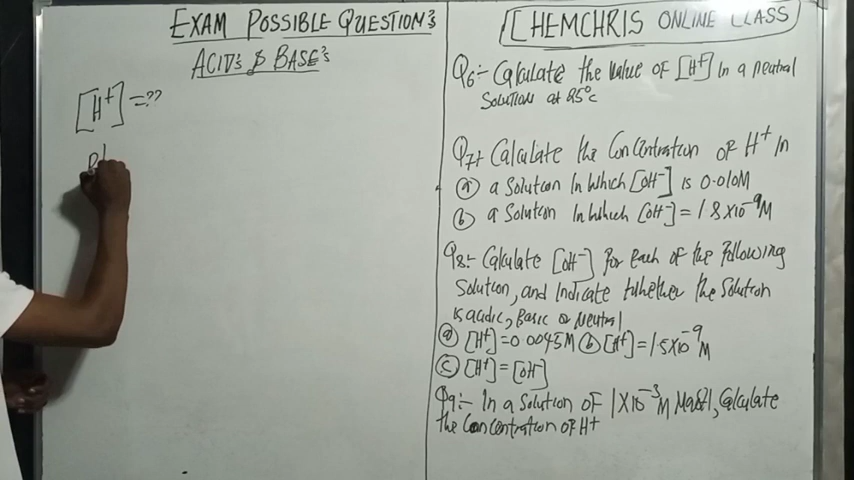 EXAM POSSIBLE QUESTION'S
ACID'S & BASE'S
[H⁺] =??
CHEMCHRIS ONLINE CLASS
Q6:- Calculate the value of [H⁺] in a neutral
Solution at 25°c
Q7:- Calculate the Concentration of H⁺ in
(a) a Solution in which [OH⁻] is 0.010M
(b) a Solution in which [OH⁻] = 1.8x10⁻⁹M
Q8:- Calculate [OH⁻] for each of the following
Solution, and indicate whether the Solution
is acidic, Basic or Neutral
(a) [H⁺]=0.0045M (b) [H⁺]=1.5x10⁻⁹M
(c) [H⁺] = [OH⁻]
Q9:- In a Solution of 1x10⁻³M, Calculate
the Concentration of H⁺